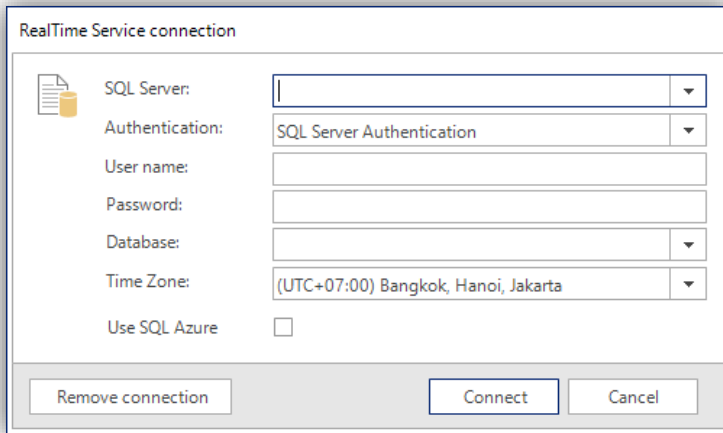 RealTime Service connection
SQL Server:
Authentication: SQL Server Authentication
User name:
Password:
Database:
Time Zone: (UTC+07:00) Bangkok, Hanoi, Jakarta
Use SQL Azure
Remove connection Connect Cancel